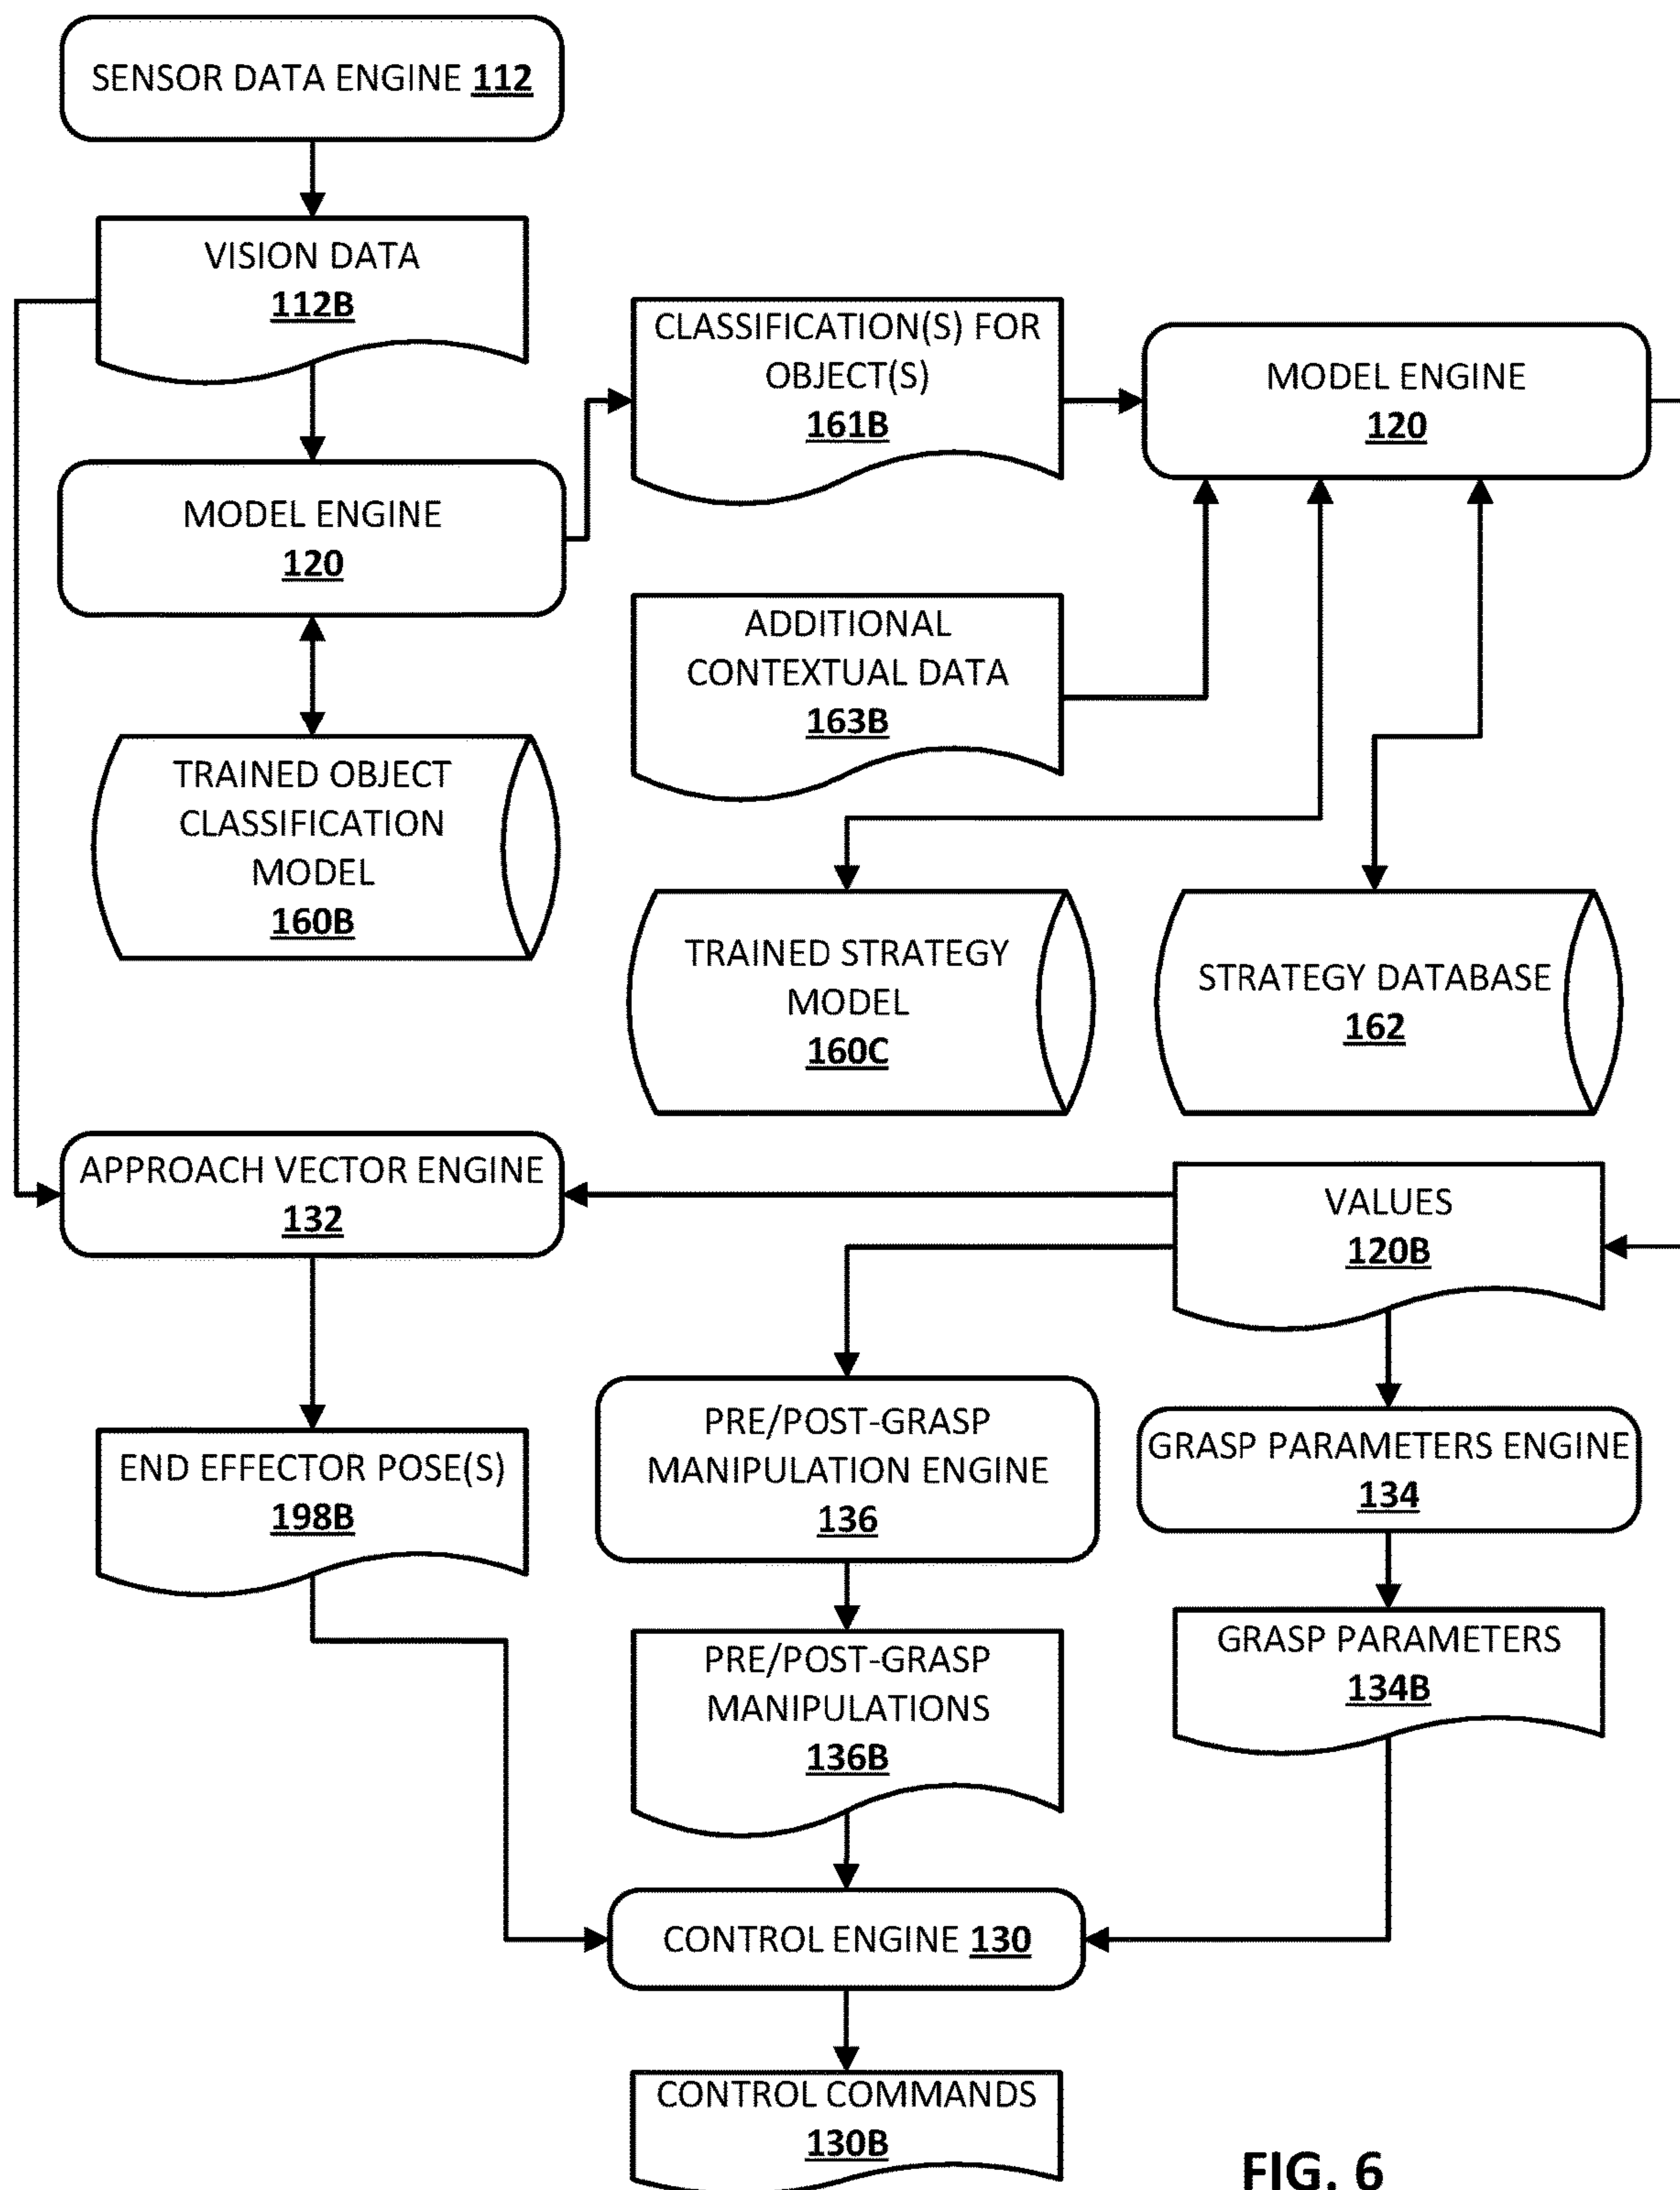 SENSOR DATA ENGINE 112
VISION DATA
112B
CLASSIFICATION(S) FOR
OBJECT(S)
161B
MODEL ENGINE
120
MODEL ENGINE
120
ADDITIONAL
CONTEXTUAL DATA
163B
TRAINED OBJECT
CLASSIFICATION
MODEL
160B
TRAINED STRATEGY
MODEL
160C
STRATEGY DATABASE
162
APPROACH VECTOR ENGINE
132
VALUES
120B
END EFFECTOR POSE(S)
198B
PRE/POST-GRASP
MANIPULATION ENGINE
136
GRASP PARAMETERS ENGINE
134
PRE/POST-GRASP
MANIPULATIONS
136B
GRASP PARAMETERS
134B
CONTROL ENGINE 130
CONTROL COMMANDS
130B
FIG. 6